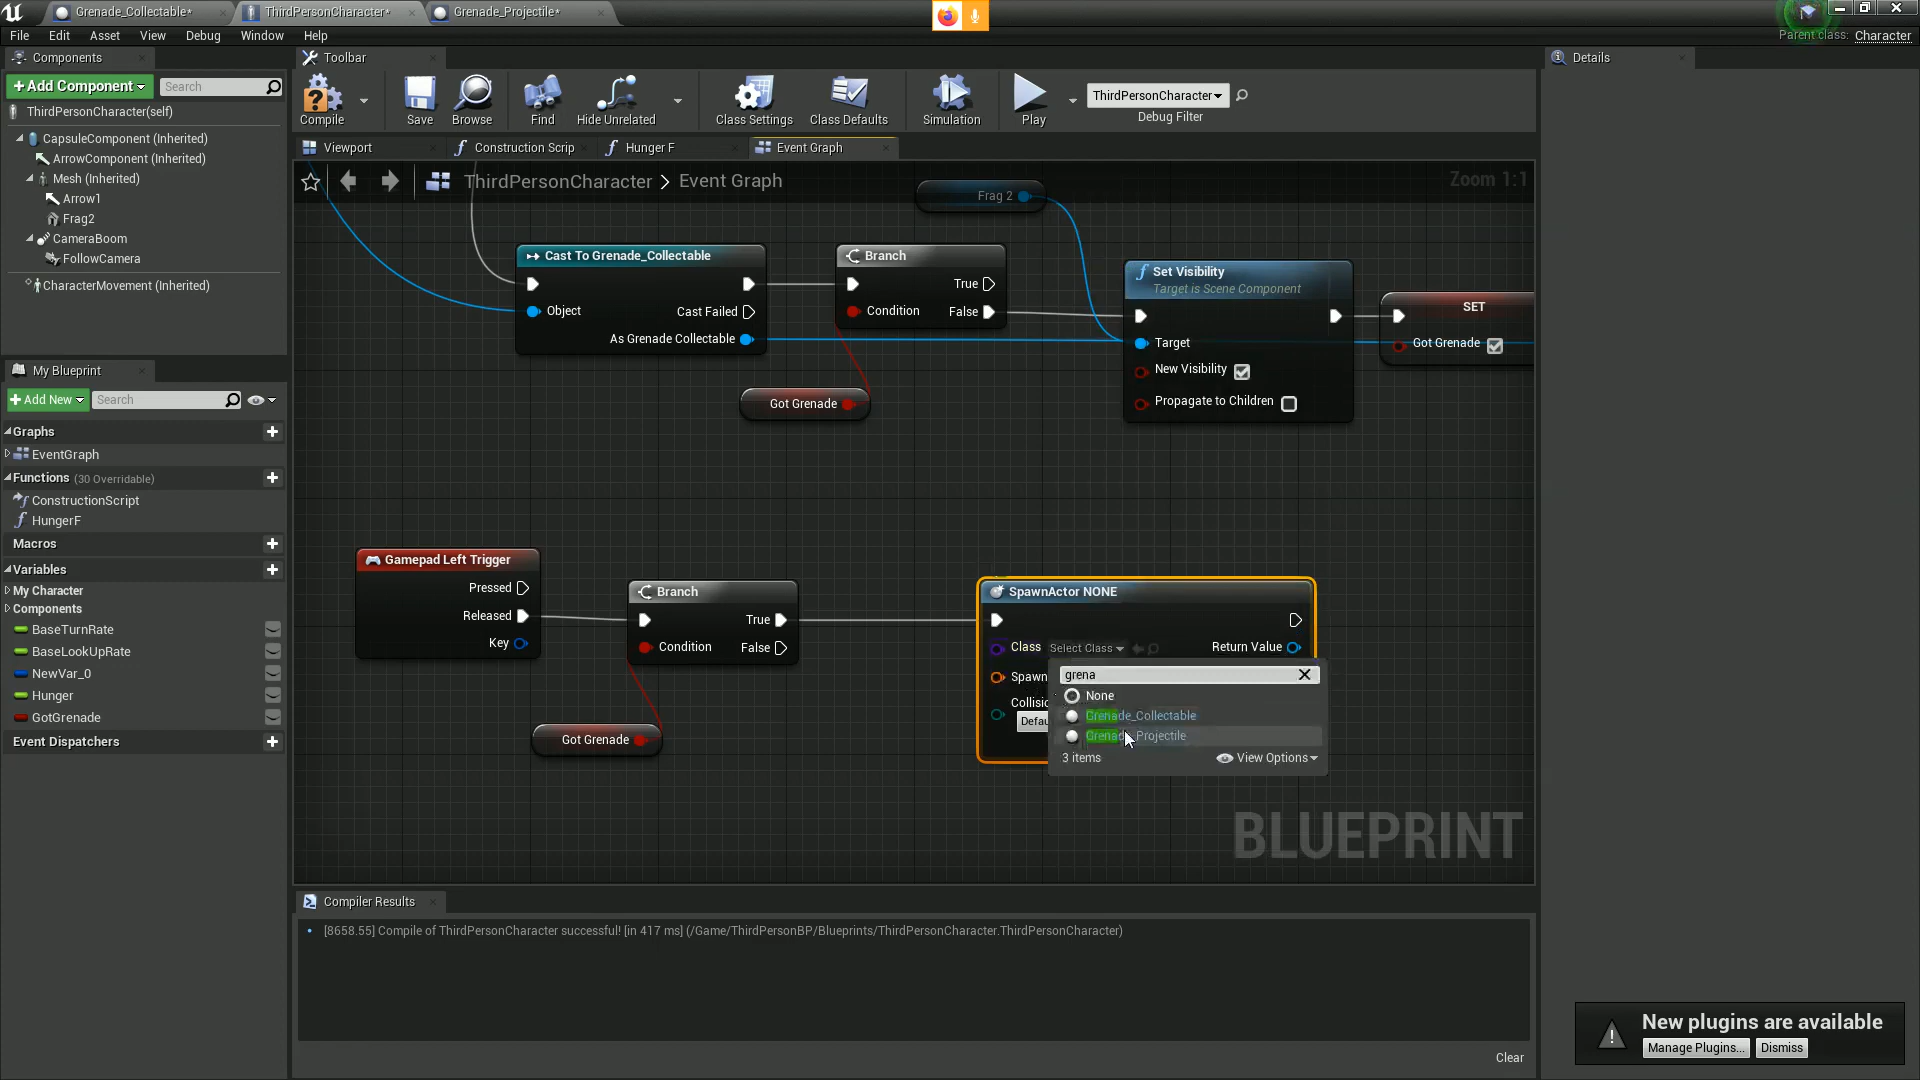 Grenade_Collectable*
ThirdPersonCharacter*
Grenade_Projectile*
File
Edit
Asset
View
Debug
Window
Help
Parent class: Character
Components
+Add Component
Search
ThirdPersonCharacter(self)
CapsuleComponent (Inherited)
ArrowComponent (Inherited)
Mesh (Inherited)
Arrow1
Frag2
CameraBoom
FollowCamera
CharacterMovement (Inherited)
My Blueprint
+Add New
Search
Graphs
EventGraph
Functions (30 Overridable)
ConstructionScript
HungerF
Macros
Variables
My Character
Components
BaseTurnRate
BaseLookUpRate
NewVar_0
Hunger
GotGrenade
Event Dispatchers
Toolbar
Compile
Save
Browse
Find
Hide Unrelated
Class Settings
Class Defaults
Simulation
Play
ThirdPersonCharacter
Debug Filter
Viewport
Construction Scrip
Hunger F
Event Graph
ThirdPersonCharacter > Event Graph
Zoom 1:1
Frag 2
Cast To Grenade_Collectable
Object
Cast Failed
As Grenade Collectable
Branch
True
Condition
False
Got Grenade
Set Visibility
Target is Scene Component
Target
New Visibility
Propagate to Children
SET
Got Grenade
Gamepad Left Trigger
Pressed
Released
Key
Branch
True
Condition
False
Got Grenade
SpawnActor NONE
Class
Select Class
Return Value
Spawn
Collisio
Defau
grena
None
Grenade_Collectable
Grenade_Projectile
3 items
View Options
BLUEPRINT
Compiler Results
[8658.55] Compile of ThirdPersonCharacter successful! [in 417 ms] (/Game/ThirdPersonBP/Blueprints/ThirdPersonCharacter.ThirdPersonCharacter)
Clear
Details
New plugins are available
Manage Plugins...
Dismiss